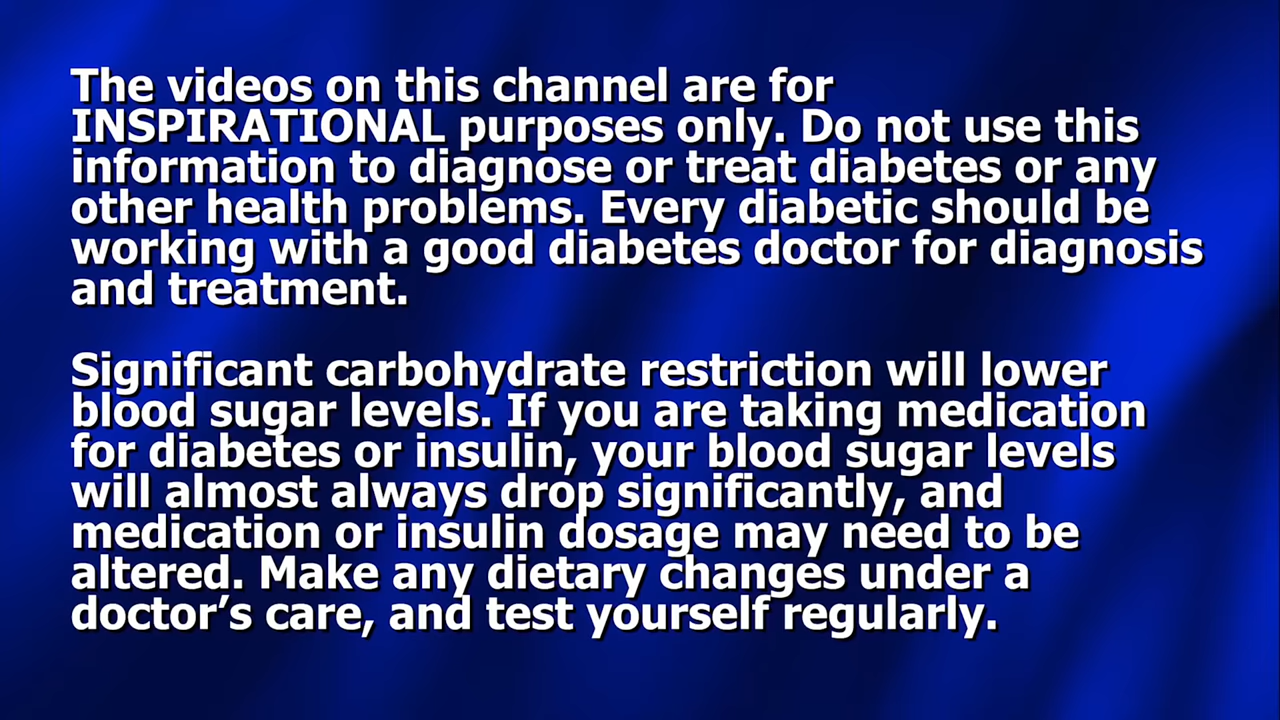 The videos on this channel are for
INSPIRATIONAL purposes only. Do not use this
information to diagnose or treat diabetes or any
other health problems. Every diabetic should be
working with a good diabetes doctor for diagnosis
and treatment.
Significant carbohydrate restriction will lower
blood sugar levels. If you are taking medication
for diabetes or insulin, your blood sugar levels
will almost always drop significantly, and
medication or insulin dosage may need to be
altered. Make any dietary changes under a
doctor’s care, and test yourself regularly.